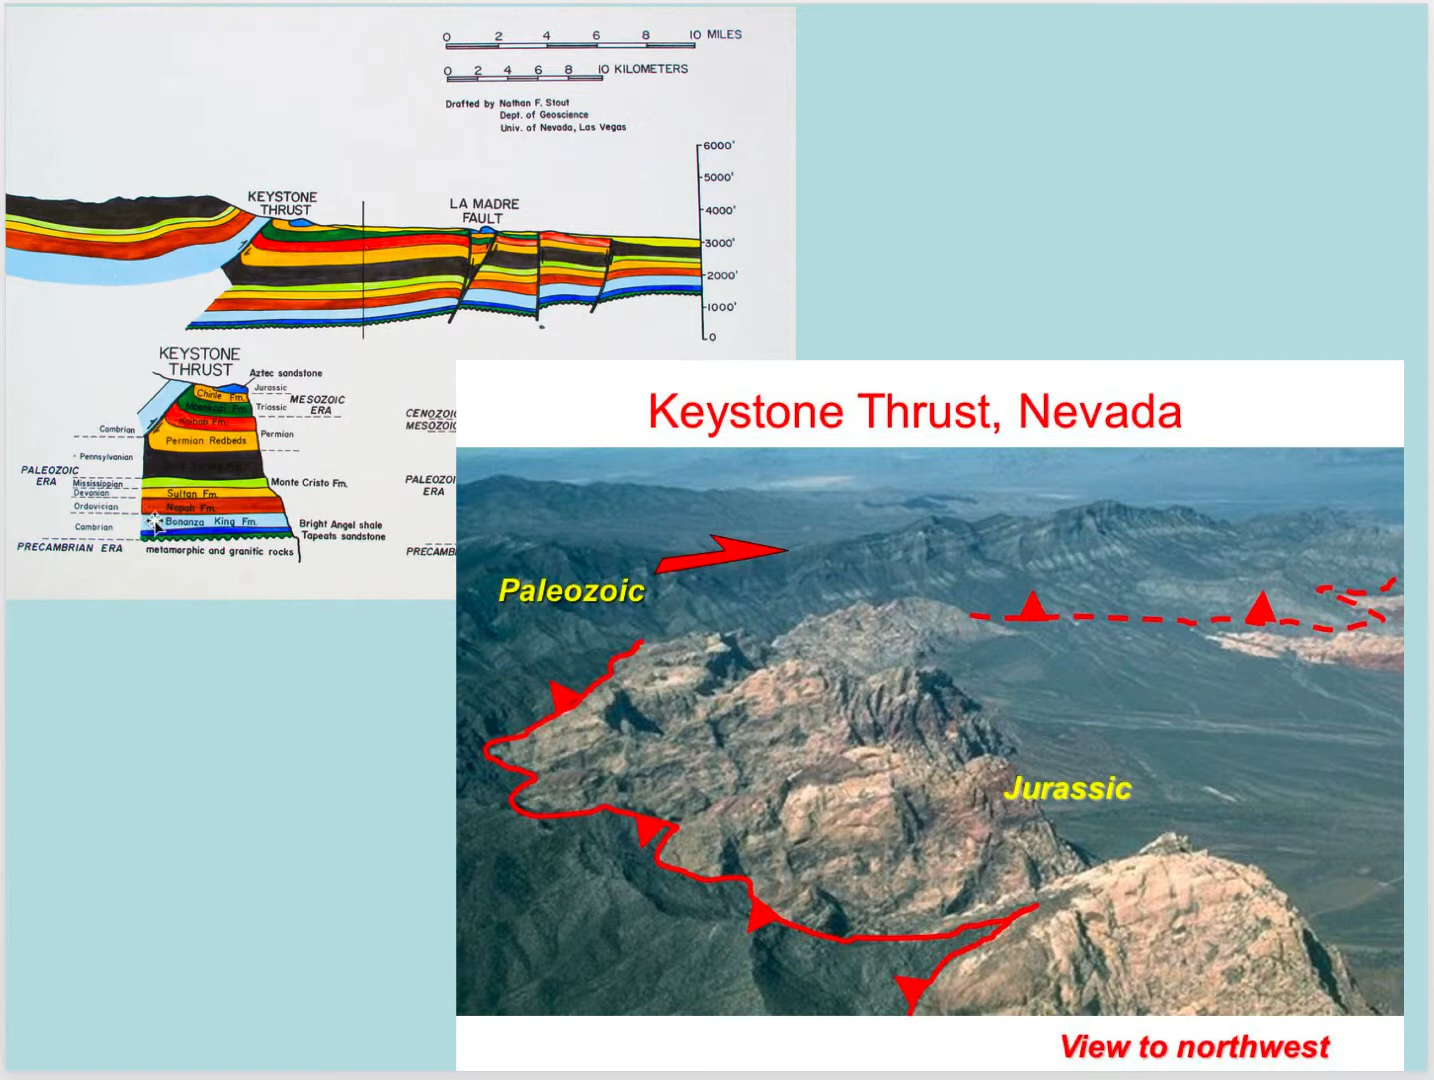 0 2 4 6 8 10 MILES
0 2 4 6 8 10 KILOMETERS
Drafted by Nathan F. Stout
Dept. of Geoscience
Univ. of Nevada, Las Vegas
6000'
5000'
4000'
3000'
2000'
1000'
0
KEYSTONE
THRUST
LA MADRE
FAULT
KEYSTONE
THRUST
Aztec sandstone
Jurassic
Chinle Fm.
MESOZOIC
ERA
Triassic
Moenkopi Fm.
Kaibab Fm.
Cambrian
Permian
Permian Redbeds
Pennsylvanian
PALEOZOIC
ERA
Mississippian
Monte Cristo Fm.
Devonian
Sultan Fm.
Ordovician
Nopah Fm.
Cambrian
Bonanza King Fm.
Bright Angel shale
Tapeats sandstone
PRECAMBRIAN ERA
metamorphic and granitic rocks
CENOZOIC
MESOZOIC
PALEOZOI
ERA
PRECAMB
Keystone Thrust, Nevada
Paleozoic
Jurassic
View to northwest